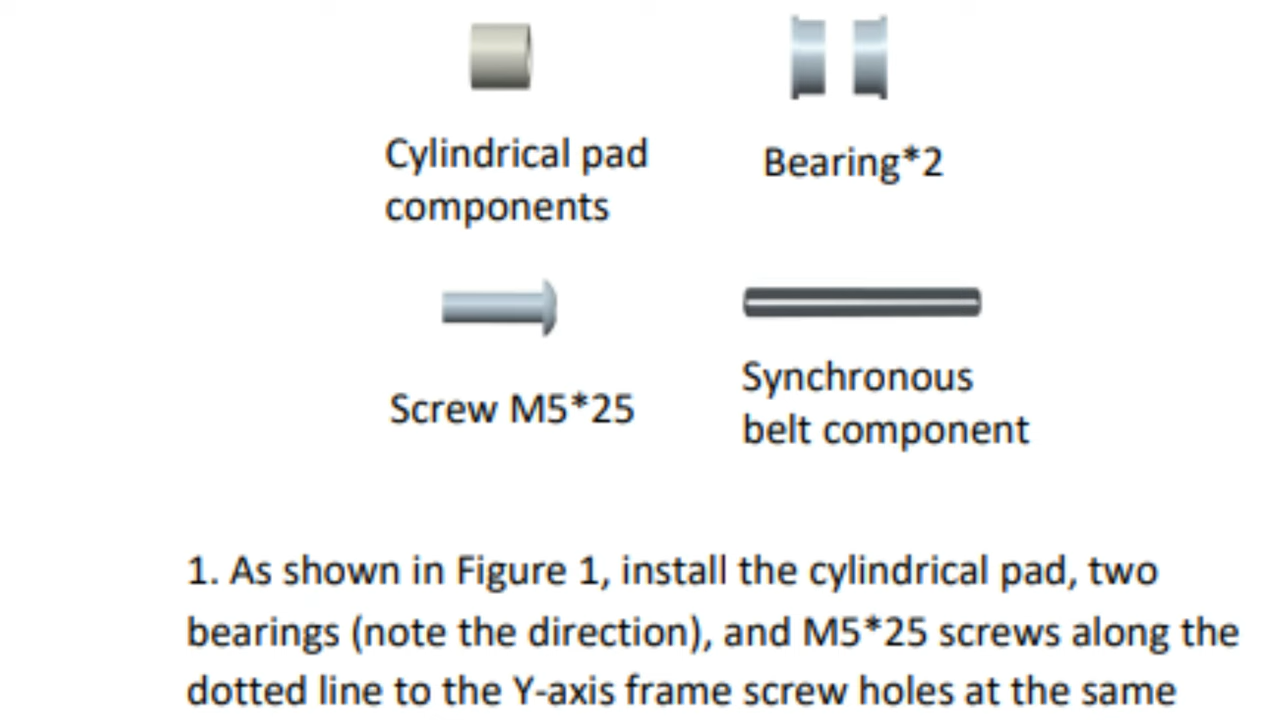 Cylindrical pad
components
Bearing*2
Screw M5*25
Synchronous
belt component
1. As shown in Figure 1, install the cylindrical pad, two
bearings (note the direction), and M5*25 screws along the
dotted line to the Y-axis frame screw holes at the same